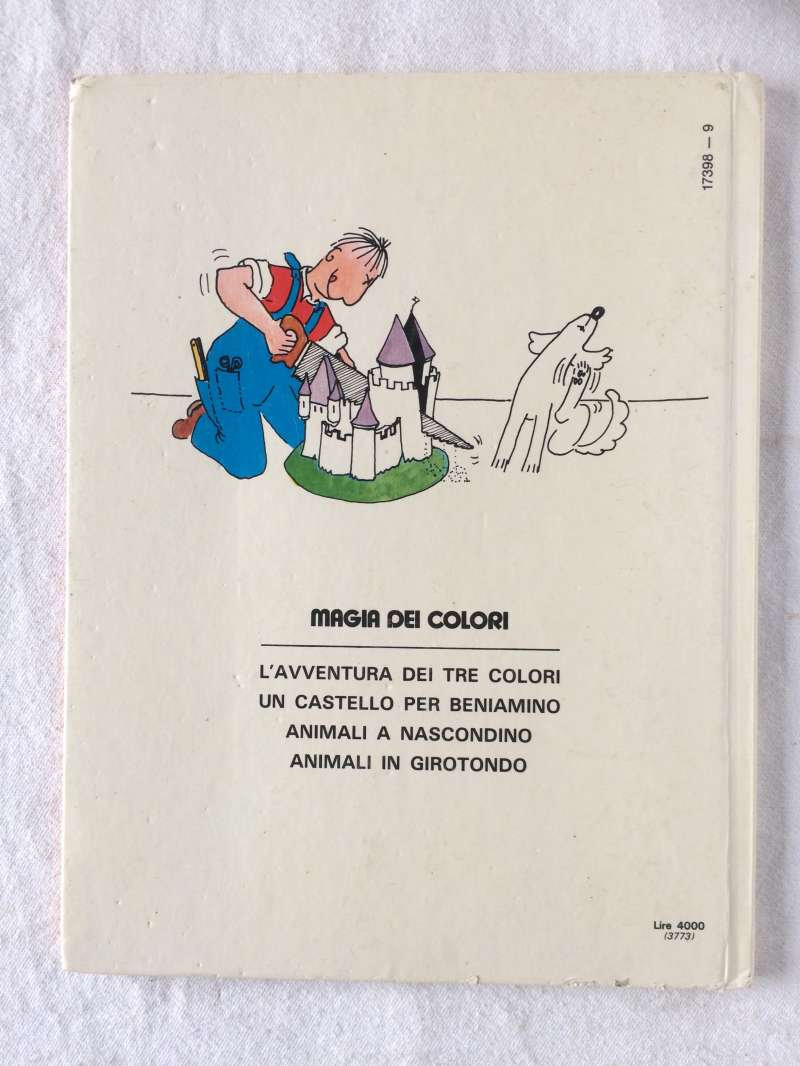 17398 — 9
MAGIA DEI COLORI
L'AVVENTURA DEI TRE COLORI
UN CASTELLO PER BENIAMINO
ANIMALI A NASCONDINO
ANIMALI IN GIROTONDO
Lire 4000
(3773)